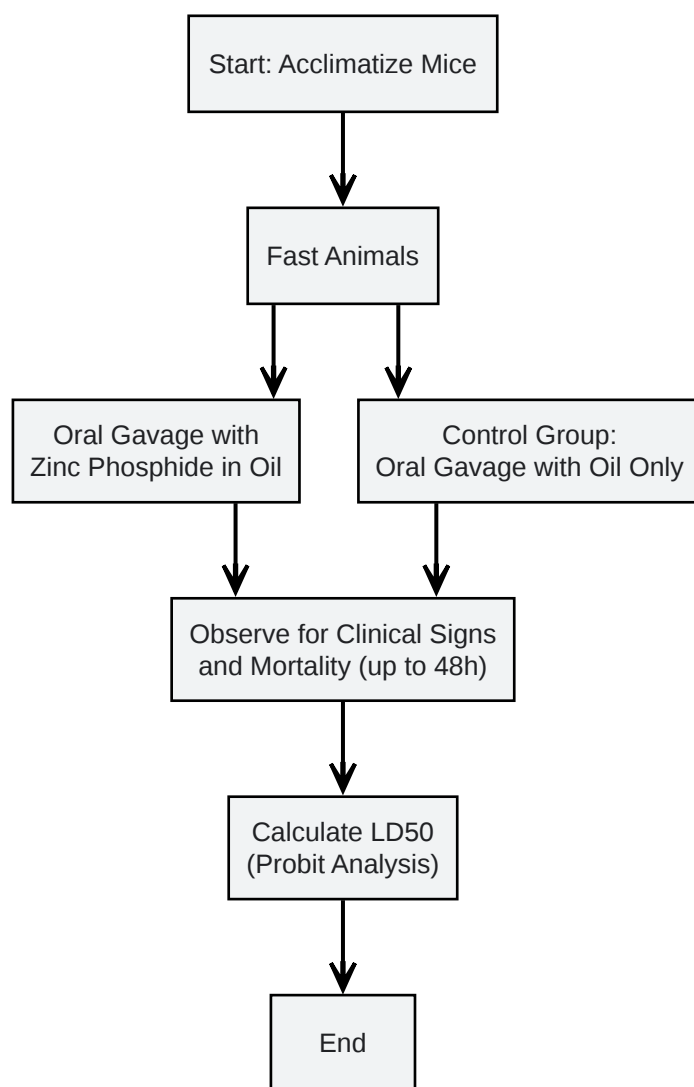 Start: Acclimatize Mice
Fast Animals
Oral Gavage with
Zinc Phosphide in Oil
Control Group:
Oral Gavage with Oil Only
Observe for Clinical Signs
and Mortality (up to 48h)
Calculate LD50
(Probit Analysis)
End